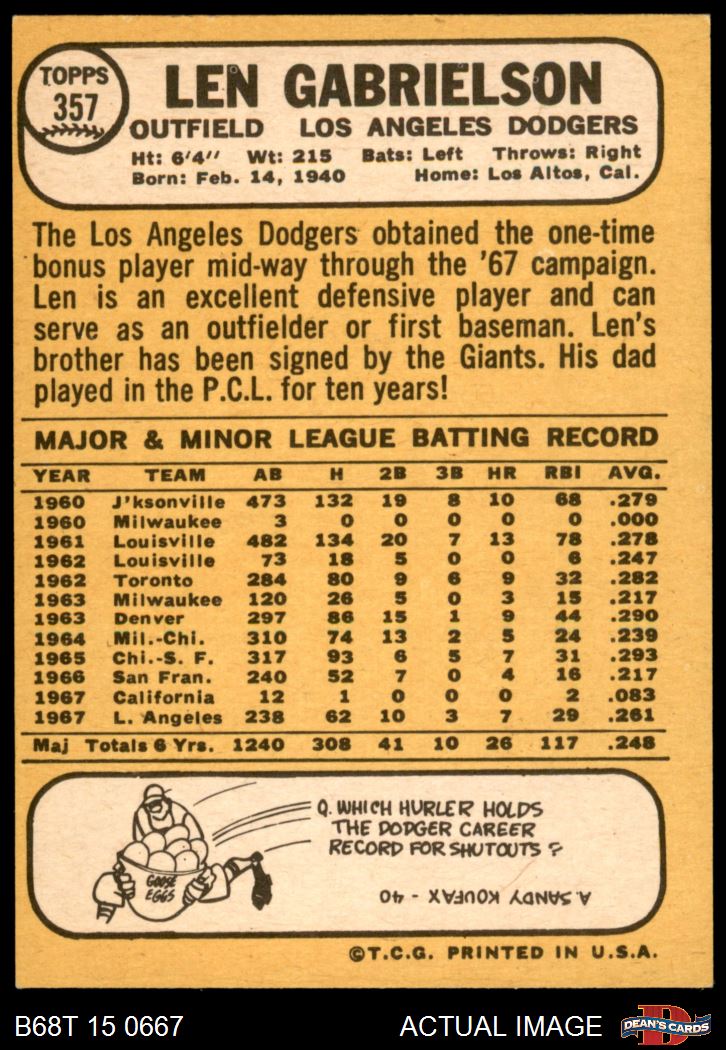 TOPPS
357
LEN GABRIELSON
OUTFIELD LOS ANGELES DODGERS
Ht: 6'4" Wt: 215 Bats: Left Throws: Right
Born: Feb. 14, 1940 Home: Los Altos, Cal.
The Los Angeles Dodgers obtained the one-time
bonus player mid-way through the '67 campaign.
Len is an excellent defensive player and can
serve as an outfielder or first baseman. Len's
brother has been signed by the Giants. His dad
played in the P.C.L. for ten years!
MAJOR & MINOR LEAGUE BATTING RECORD
YEAR TEAM AB H 2B 3B HR RBI AVG.
1960 J'ksonville 473 132 19 8 10 68 .279
1960 Milwaukee 3 0 0 0 0 0 .000
1961 Louisville 482 134 20 7 13 78 .278
1962 Louisville 73 18 5 0 0 6 .247
1962 Toronto 284 80 9 6 9 32 .282
1963 Milwaukee 120 26 5 0 3 15 .217
1963 Denver 297 86 15 1 9 44 .290
1964 Mil.-Chi. 310 74 13 2 5 24 .239
1965 Chi.-S. F. 317 93 6 5 7 31 .293
1966 San Fran. 240 52 7 0 4 16 .217
1967 California 12 1 0 0 0 2 .083
1967 L. Angeles 238 62 10 3 7 29 .261
Maj Totals 6 Yrs. 1240 308 41 10 26 117 .248
Q. WHICH HURLER HOLDS
THE DODGER CAREER
RECORD FOR SHUTOUTS?
GOOSE
EGGS
A. SANDY KOUFAX - 40
©T.C.G. PRINTED IN U.S.A.
B68T 15 0667 ACTUAL IMAGE
D
DEAN'S CARDS